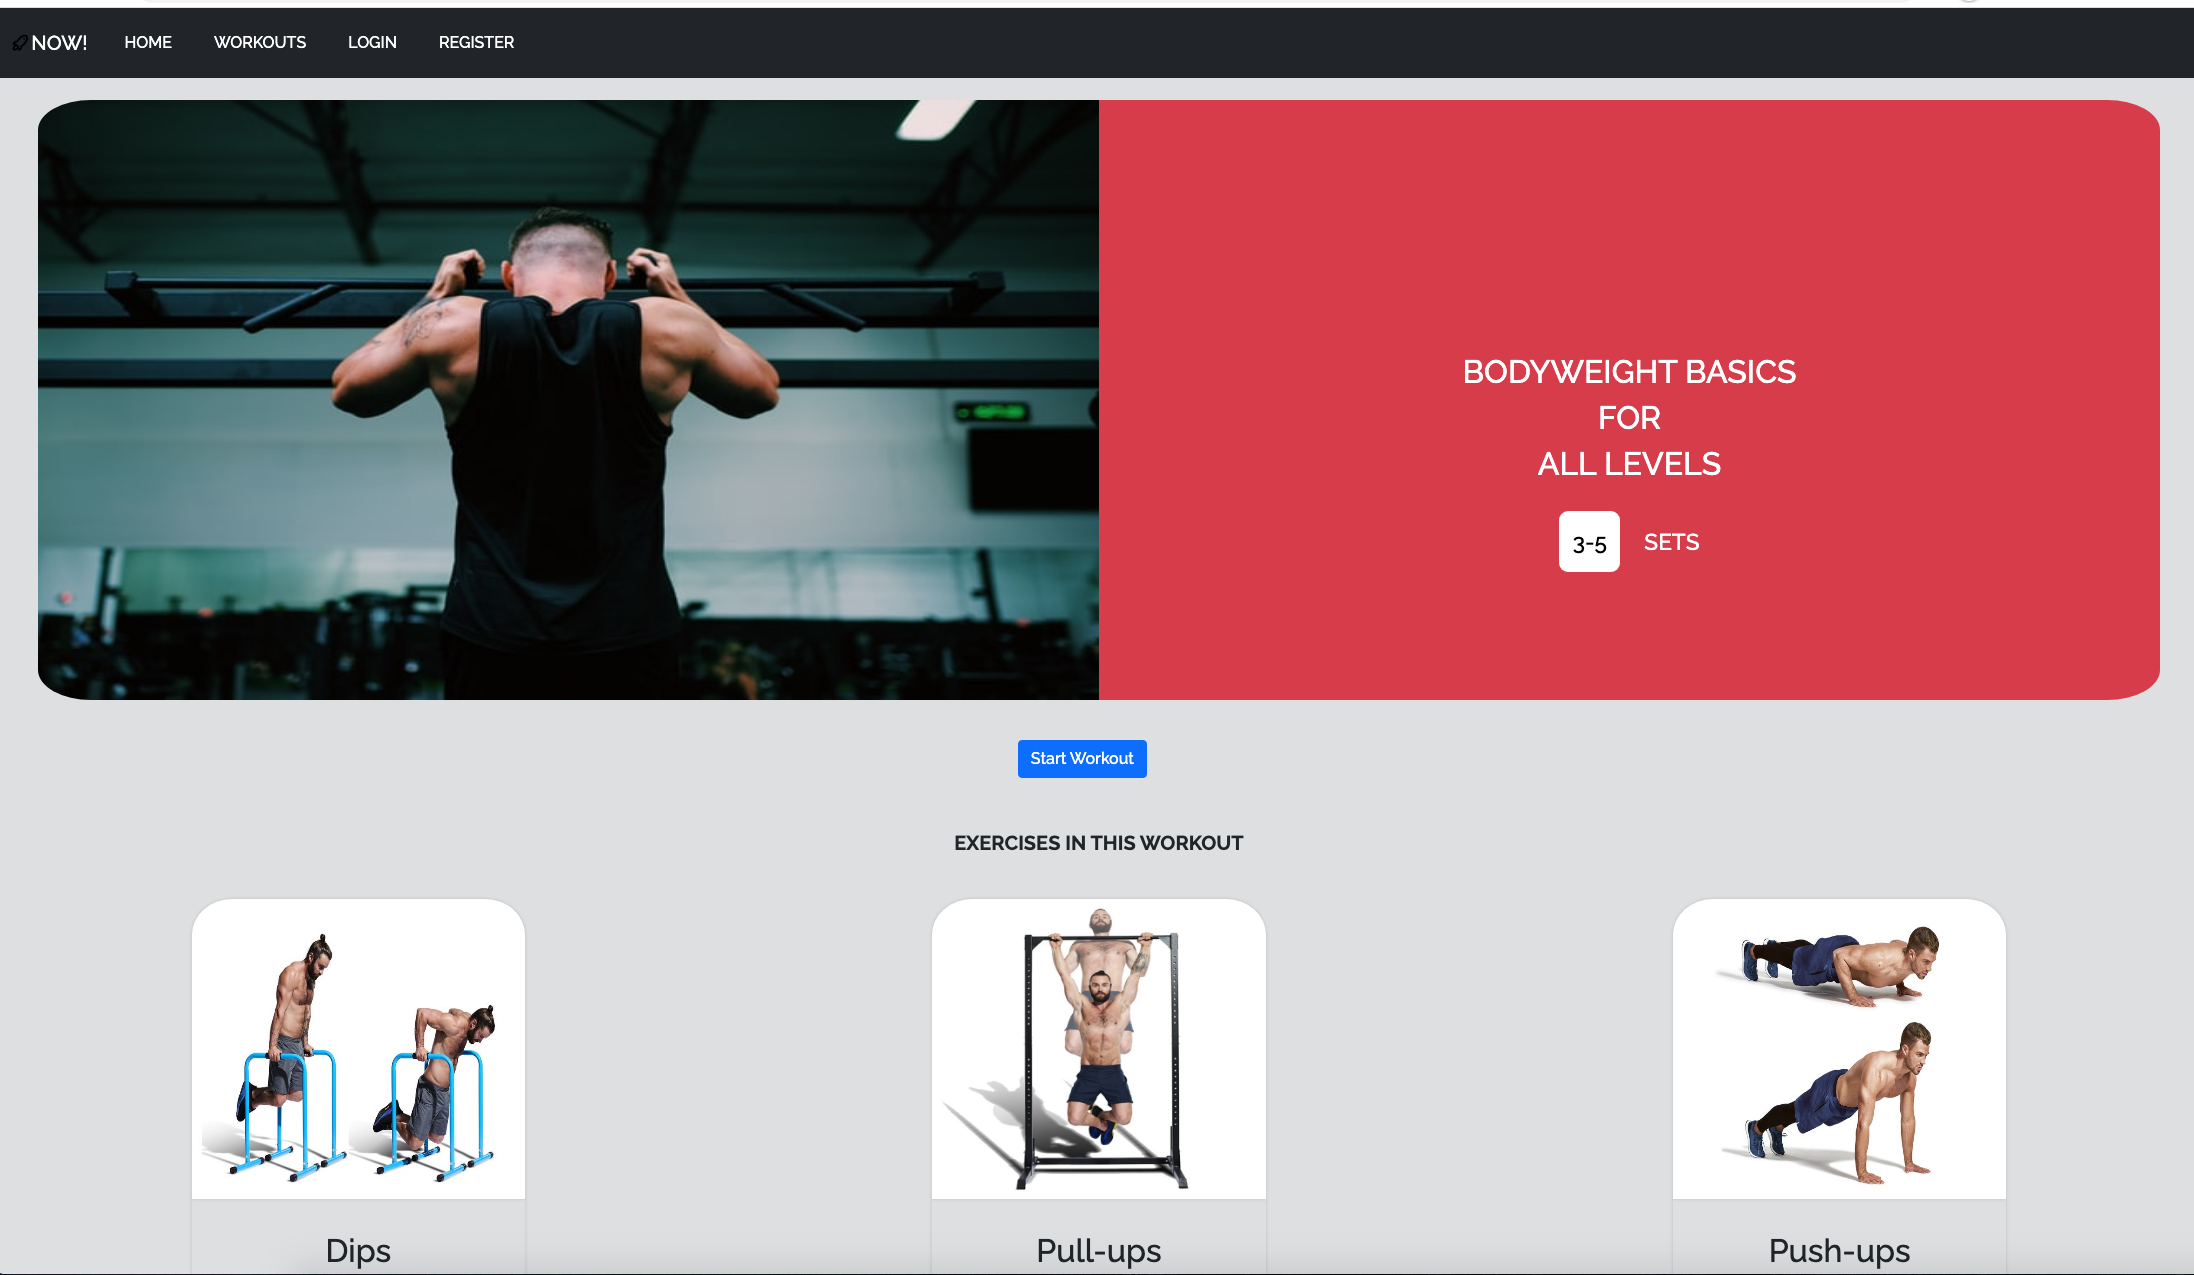 NOW!
HOME
WORKOUTS
LOGIN
REGISTER
BODYWEIGHT BASICS
FOR
ALL LEVELS
3-5 SETS
Start Workout
EXERCISES IN THIS WORKOUT
Dips
Pull-ups
Push-ups